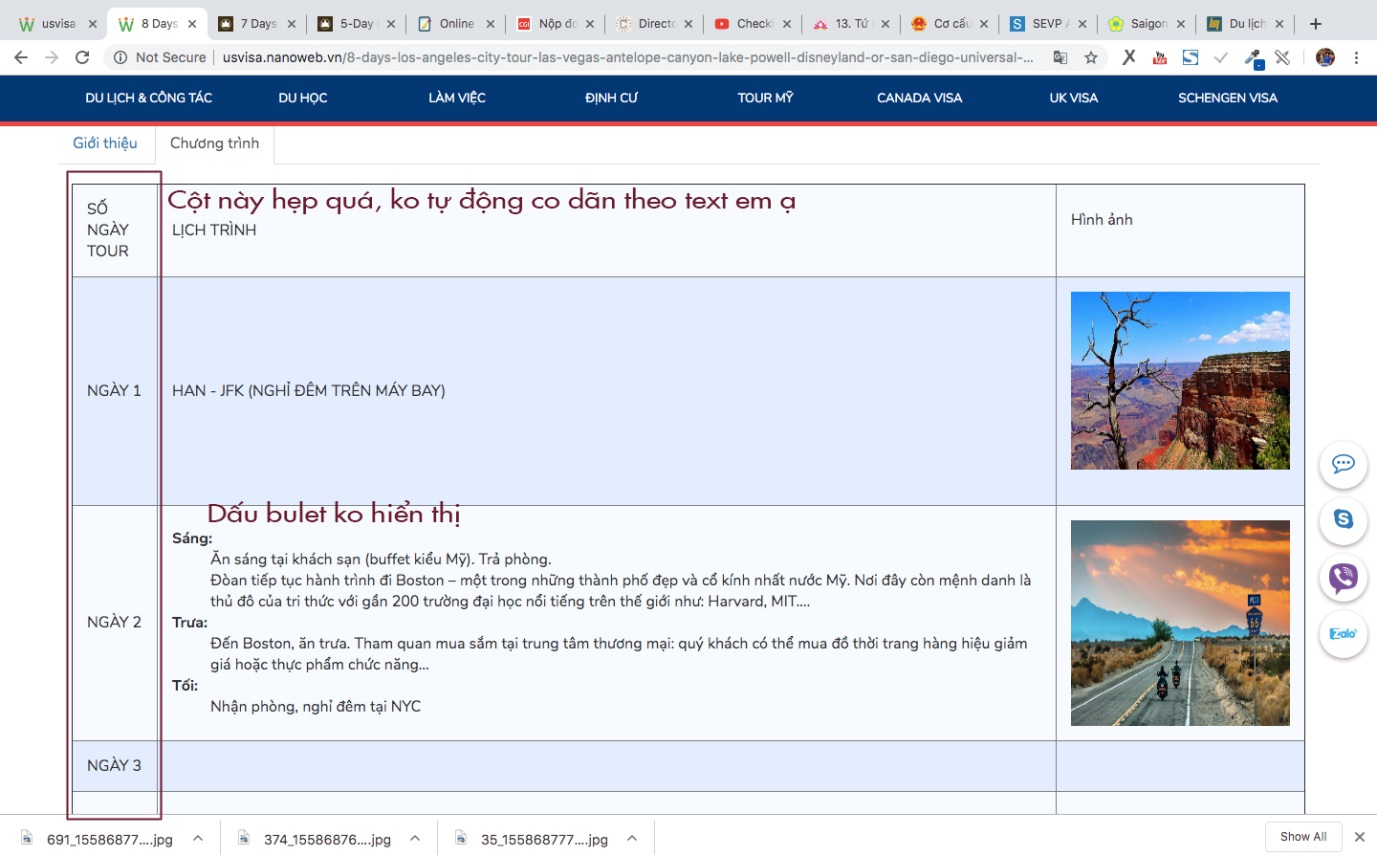 usvisa
8 Days
7 Days
5-Day
Online
CGI
Nộp đơ
Directo
Checki
13. Tứ
Cơ cấu
S
SEVP A
Saigon
Du lịch
Not Secure
usvisa.nanoweb.vn/8-days-los-angeles-city-tour-las-vegas-antelope-canyon-lake-powell-disneyland-or-san-diego-universal-...
DU LỊCH & CÔNG TÁC
DU HỌC
LÀM VIỆC
ĐỊNH CƯ
TOUR MỸ
CANADA VISA
UK VISA
SCHENGEN VISA
Giới thiệu
Chương trình
Cột này hẹp quá, ko tự động co dãn theo text em ạ
SỐ
NGÀY
TOUR
LỊCH TRÌNH
Hình ảnh
NGÀY 1
HAN - JFK (NGHỈ ĐÊM TRÊN MÁY BAY)
Dấu bulet ko hiển thị
NGÀY 2
Sáng:
Ăn sáng tại khách sạn (buffet kiểu Mỹ). Trả phòng.
Đòan tiếp tục hành trình đi Boston – một trong những thành phố đẹp và cổ kính nhất nước Mỹ. Nơi đây còn mệnh danh là
thủ đô của tri thức với gần 200 trường đại học nổi tiếng trên thế giới như: Harvard, MIT....
Trưa:
Đến Boston, ăn trưa. Tham quan mua sắm tại trung tâm thương mại: quý khách có thể mua đồ thời trang hàng hiệu giảm
giá hoặc thực phẩm chức năng...
Tối:
Nhận phòng, nghỉ đêm tại NYC
66
Zalo
NGÀY 3
691_15586877....jpg
374_15586876....jpg
35_155868777....jpg
Show All